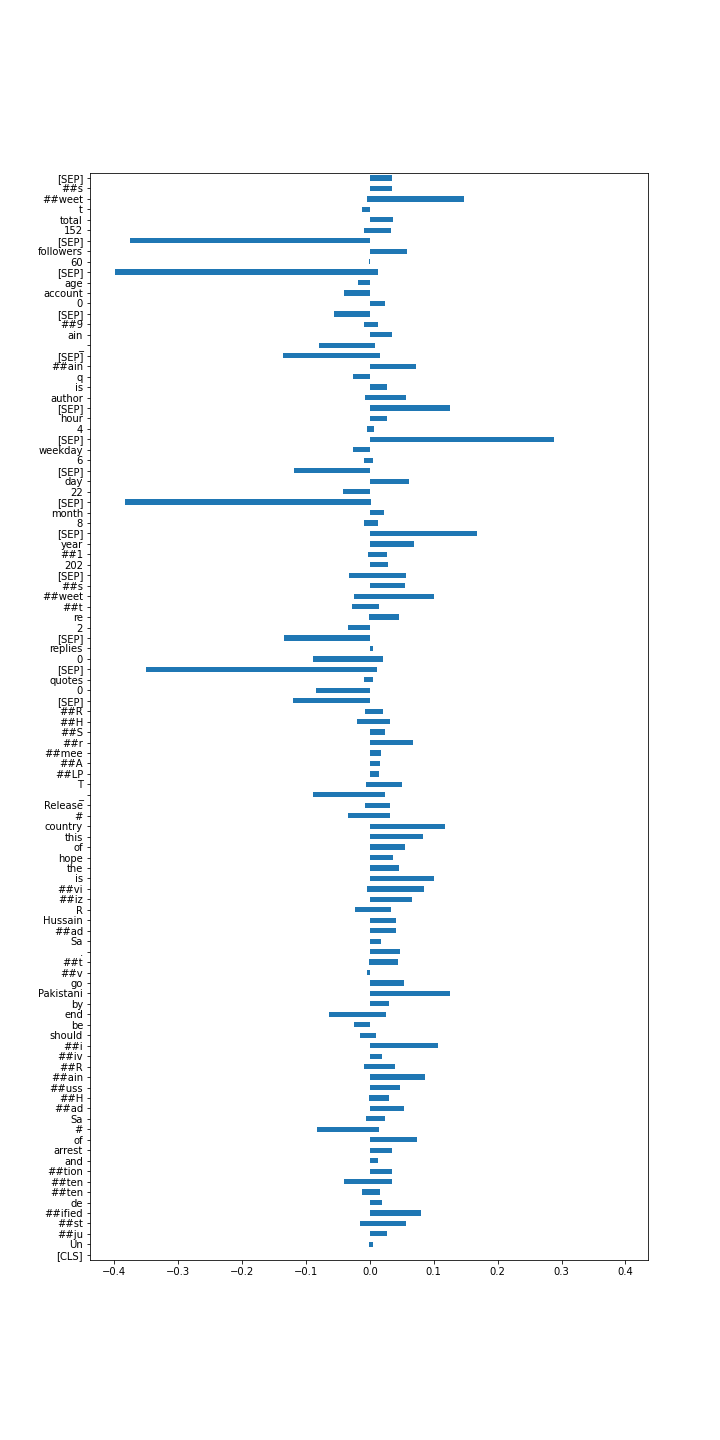 [SEP]
##s
##weet
t
total
152
[SEP]
followers
60
[SEP]
age
account
0
[SEP]
##9
ain
_
[SEP]
##ain
q
is
author
[SEP]
hour
4
[SEP]
weekday
6
[SEP]
day
22
[SEP]
month
8
[SEP]
year
##1
202
[SEP]
##s
##weet
##t
re
2
[SEP]
replies
0
[SEP]
quotes
0
[SEP]
##R
##H
##S
##r
##mee
##A
##LP
T
_
Release
#
country
this
of
hope
the
is
##vi
##iz
R
Hussain
##ad
Sa
.
##t
##v
go
Pakistani
by
end
be
should
##i
##iv
##R
##ain
##uss
##H
##ad
Sa
#
of
arrest
and
##tion
##ten
##ten
de
##ified
##st
##ju
Un
[CLS]
−0.4 −0.3 −0.2 −0.1 0.0 0.1 0.2 0.3 0.4